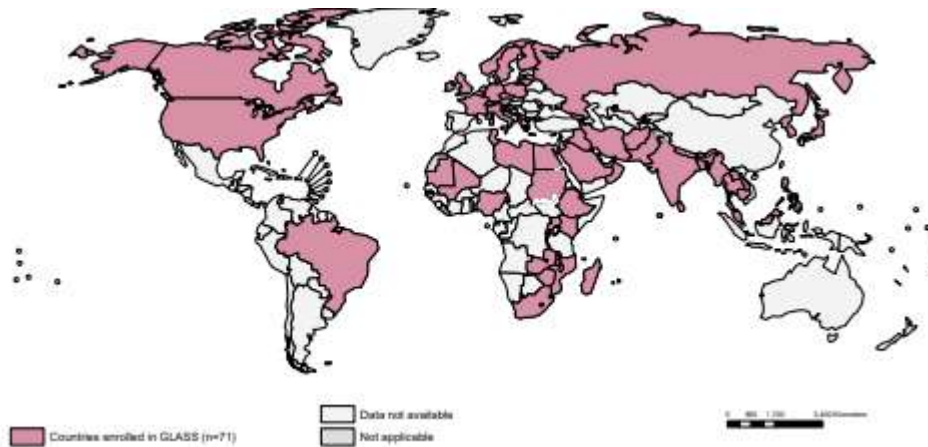 Data not available
Countries enrolled in GLASS (n=71)
Not applicable